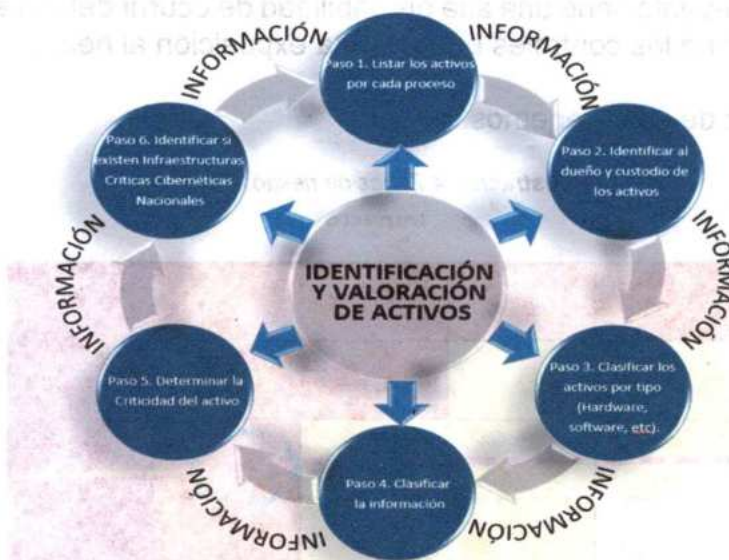 INFORMACIÓN
INFORMACIÓN
Paso 1. Listar los activos
por cada proceso
Paso 6. Identificar si
existen Infraestructuras
Críticas Cibernéticas
Nacionales
Paso 2. Identificar al
dueño y custodio de
los activos
IDENTIFICACIÓN
Y VALORACIÓN
DE ACTIVOS
INFORMACIÓN
INFORMACIÓN
Paso 5. Determinar la
Criticidad del activo
Paso 3. Clasificar los
activos por tipo
(Hardware,
software, etc).
Paso 4. Clasificar
la información
INFORMACIÓN
INFORMACIÓN